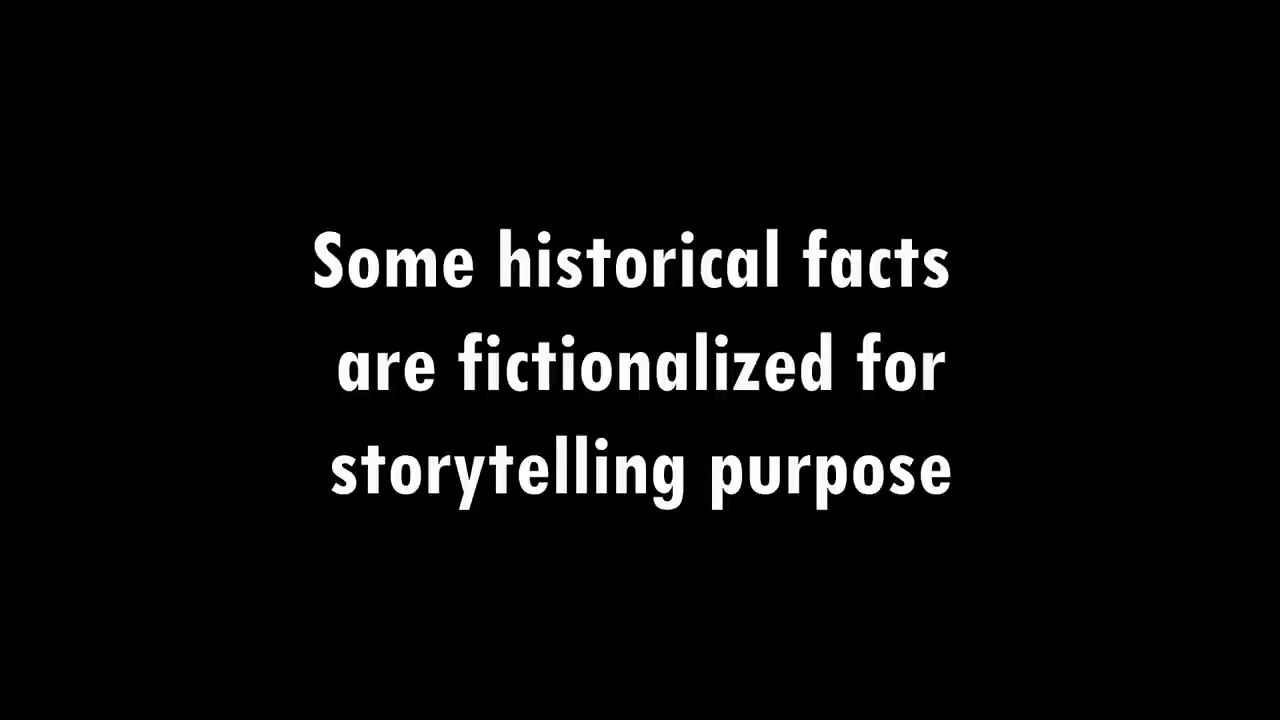 Some historical facts
are fictionalized for
storytelling purpose